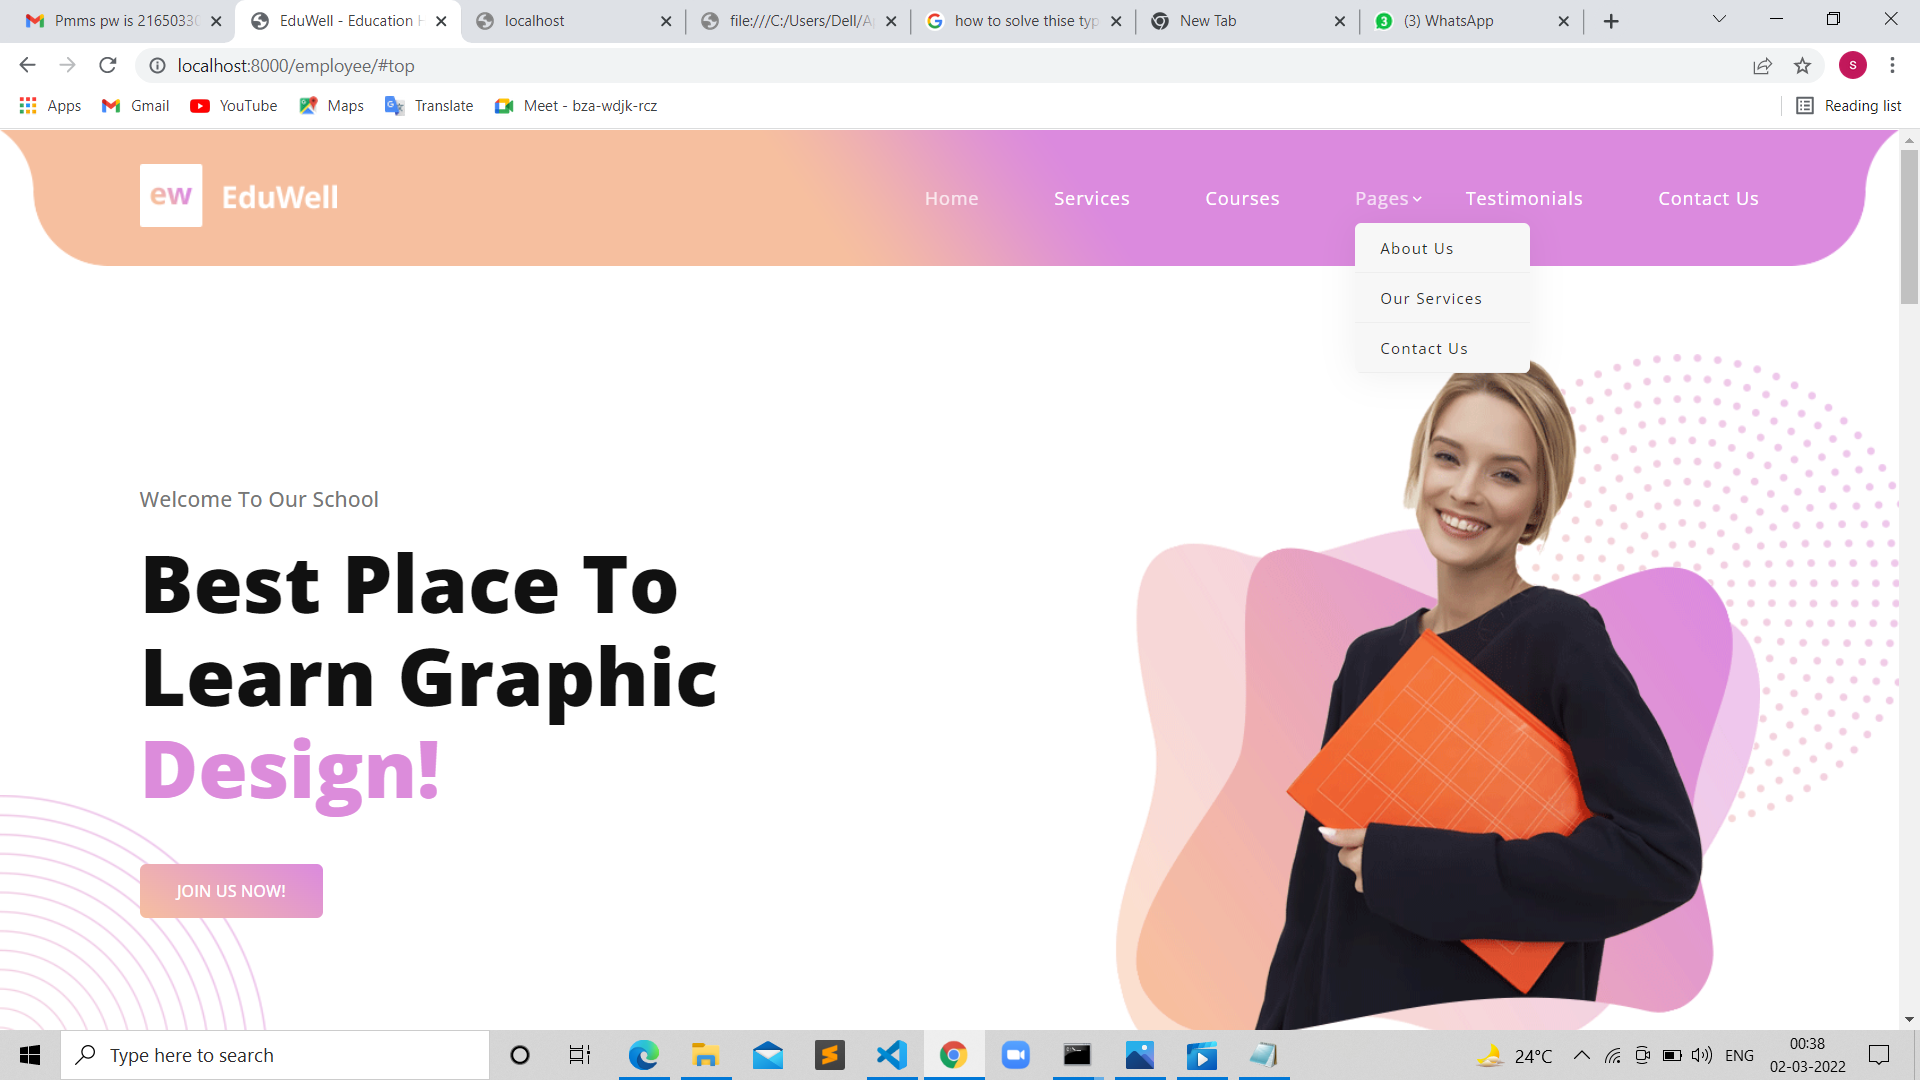 Pmms pw is 21650330
EduWell - Education H
localhost
file:///C:/Users/Dell/A
how to solve thise typ
New Tab
3 (3) WhatsApp
localhost:8000/employee/#top
S
Apps
Gmail
YouTube
Maps
Translate
Meet - bza-wdjk-rcz
Reading list
ew EduWell
Home
Services
Courses
Pages
Testimonials
Contact Us
About Us
Our Services
Contact Us
Welcome To Our School
Best Place To
Learn Graphic
Design!
JOIN US NOW!
Type here to search
24°C
ENG
00:38
02-03-2022